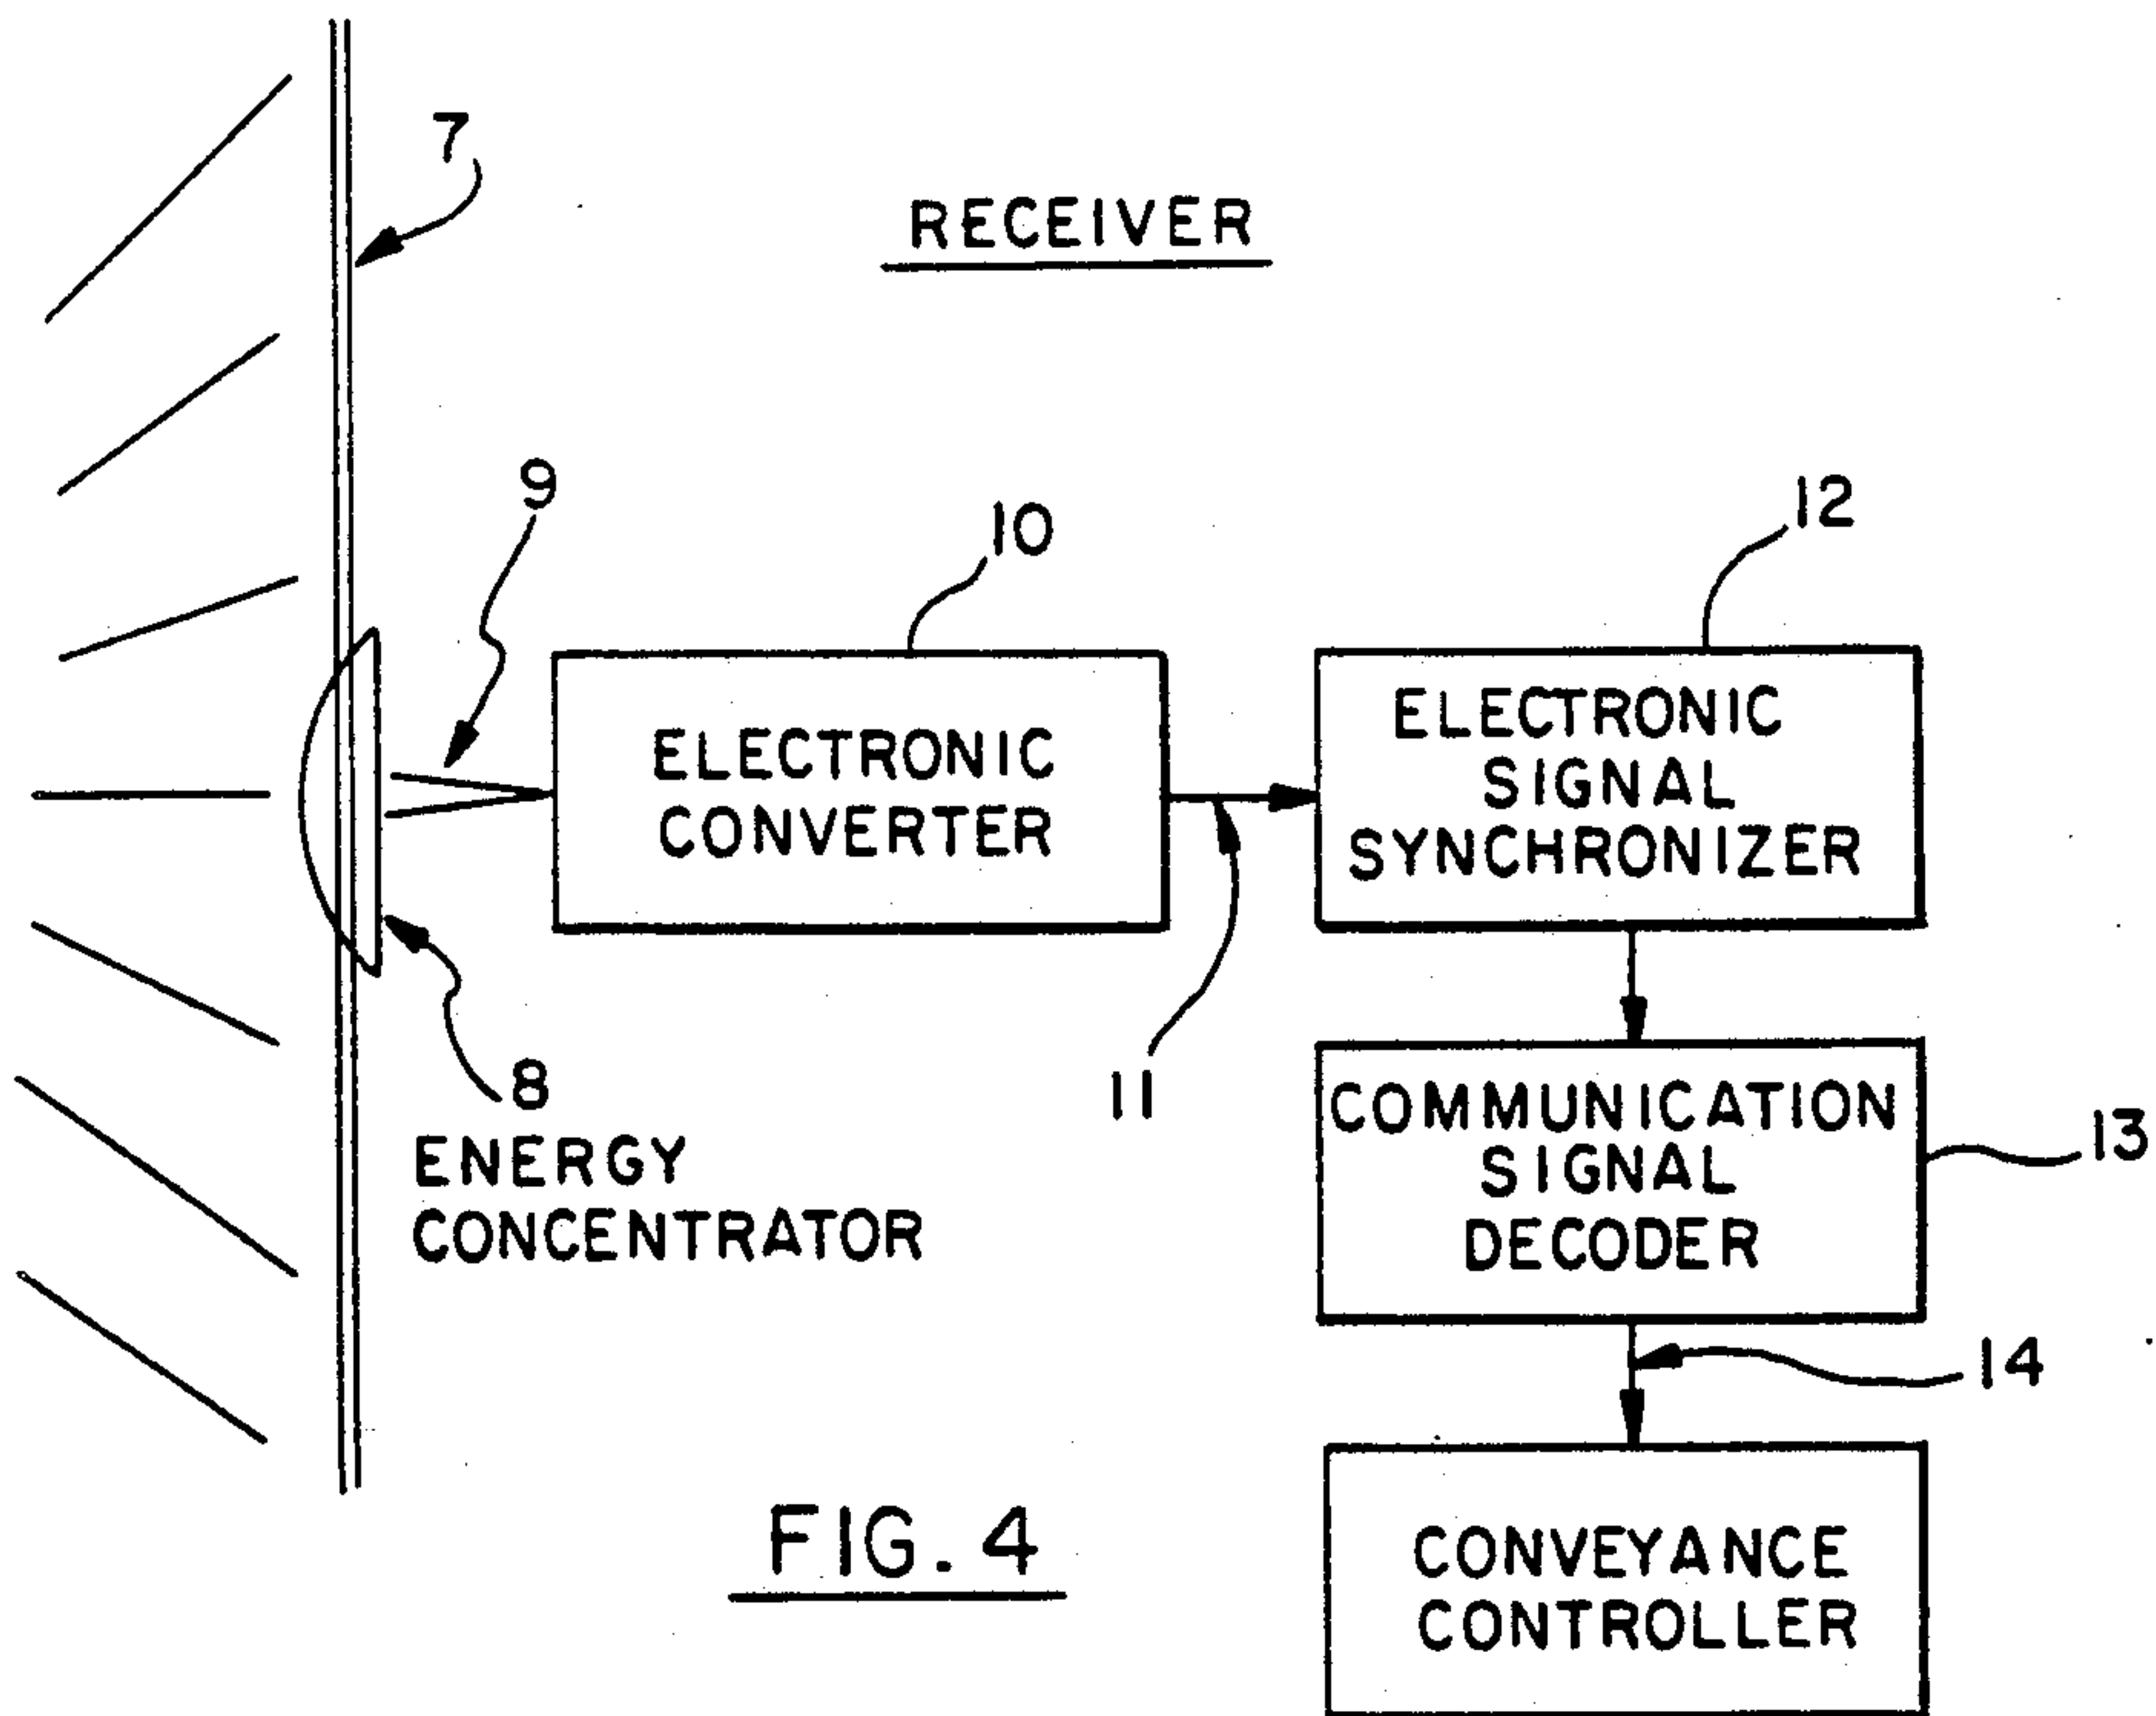 7
RECEIVER
9
10
12
ELECTRONIC
CONVERTER
ELECTRONIC
SIGNAL
SYNCHRONIZER
8
ENERGY
CONCENTRATOR
11
COMMUNICATION
SIGNAL
DECODER
13
14
CONVEYANCE
CONTROLLER
FIG. 4